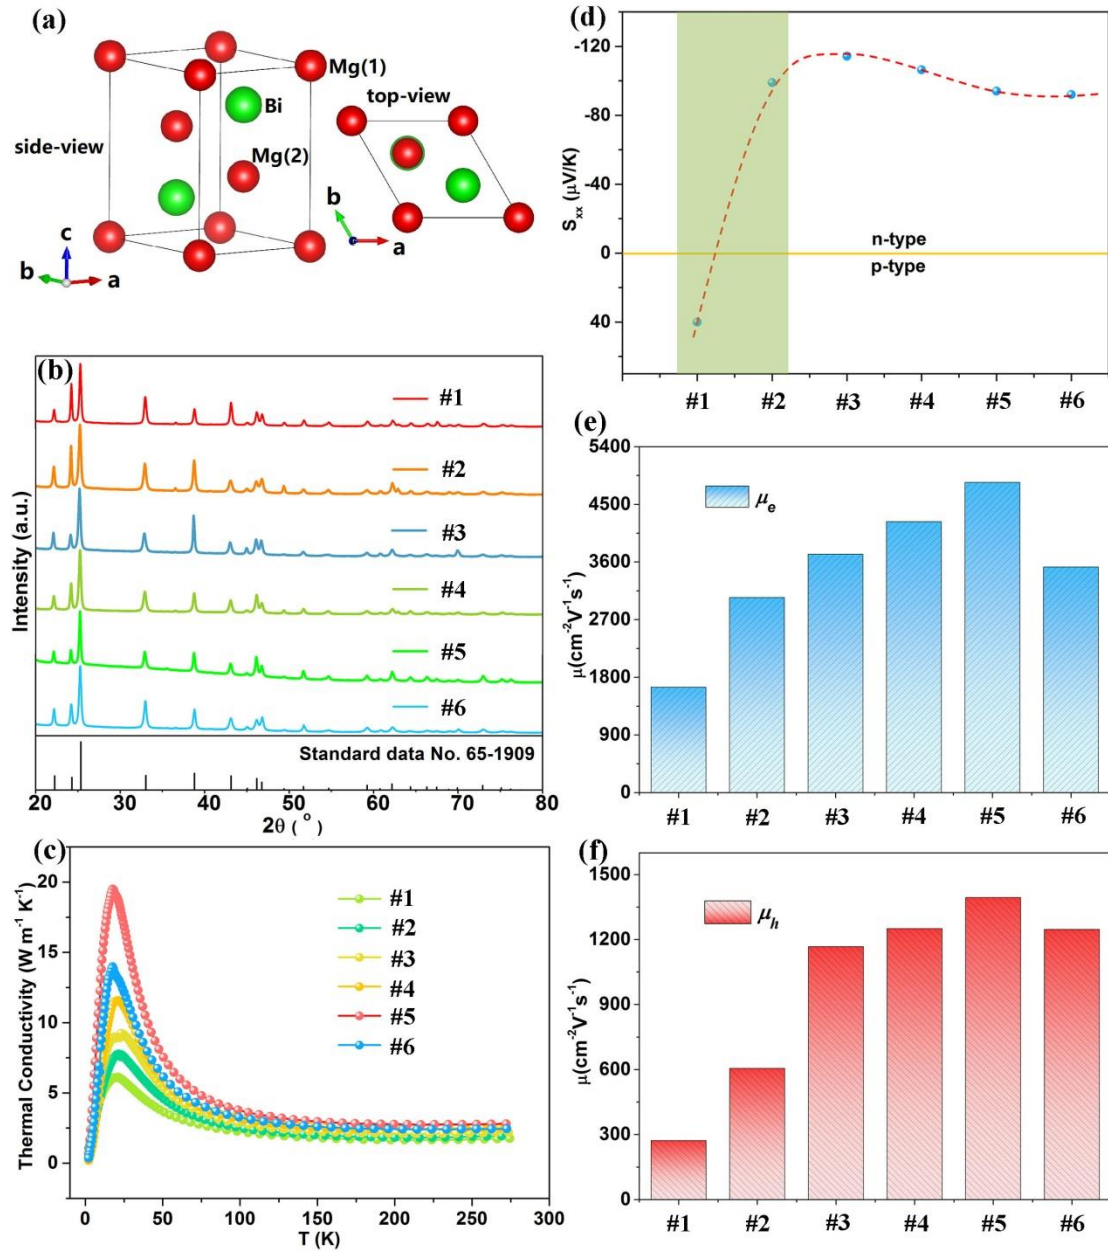 (a)
Mg(1)
Bi
Mg(2)
side-view
top-view
c
b
a
b
a
(b)
Intensity (a.u.)
#1
#2
#3
#4
#5
#6
Standard data No. 65-1909
20 30 40 50 60 70 80
2θ ( ° )
(c)
Thermal Conductivity (W m⁻¹ K⁻¹)
20
15
10
5
0
#1
#2
#3
#4
#5
#6
0 50 100 150 200 250 300
T (K)
(d)
Sxx (μV/K)
-120
-80
-40
0
40
n-type
p-type
#1 #2 #3 #4 #5 #6
(e)
μ(cm⁻²V⁻¹s⁻¹)
5400
4500
3600
2700
1800
900
0
μe
#1 #2 #3 #4 #5 #6
(f)
μ(cm⁻²V⁻¹s⁻¹)
1500
1200
900
600
300
0
μh
#1 #2 #3 #4 #5 #6